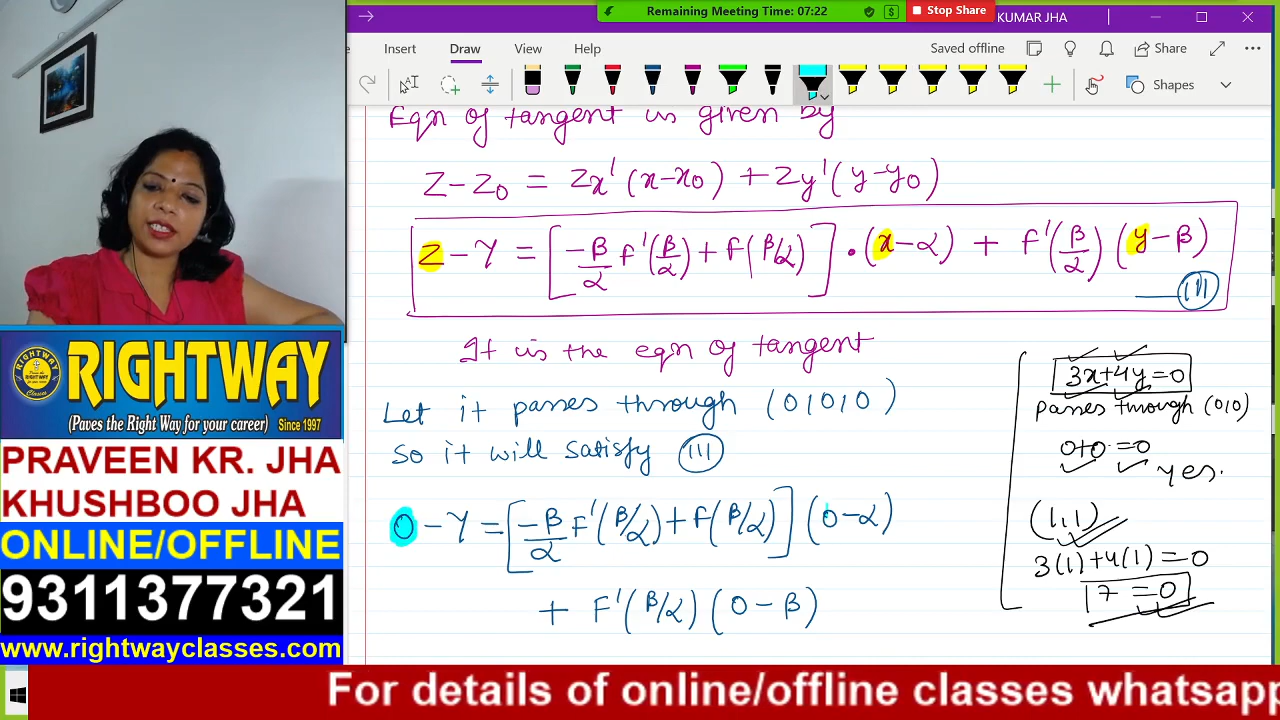 Remaining Meeting Time: 07:22
Stop Share
KUMAR JHA
Insert Draw View Help
Saved offline
Share
Shapes
Eqn of tangent is given by
Z-Z0 = Zx'(x-x0) + Zy'(y-y0)
Z-γ = [-β/α f'(β/α) + f(β/α)] · (x-α) + f'(β/α) (y-β)
(III)
It is the eqn of tangent
Let it passes through (0,0,0)
So it will satisfy (III)
0-γ = [-β/α F'(β/α) + f(β/α)] (0-α)
+ F'(β/α) (0-β)
3x+4y=0
passes through (0,0)
0+0 =0
yes.
(1,1)
3(1)+4(1)=0
7 =0
RIGHTWAY
(Paves the Right Way for your career) Since 1997
PRAVEEN KR. JHA
KHUSHBOO JHA
ONLINE/OFFLINE
9311377321
www.rightwayclasses.com
For details of online/offline classes whatsapp